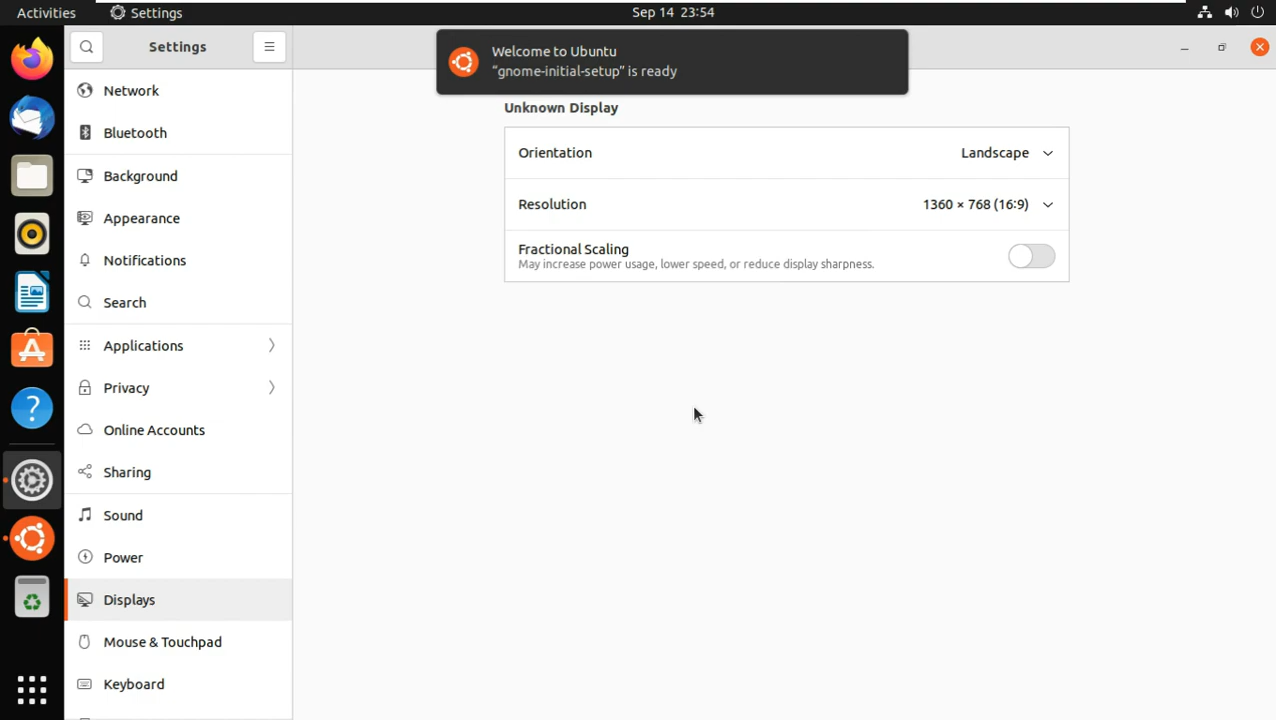 Activities
Settings
Sep 14 23:54
Settings
Welcome to Ubuntu
“gnome-initial-setup” is ready
Network
Bluetooth
Background
Appearance
Notifications
Search
Applications
Privacy
Online Accounts
Sharing
Sound
Power
Displays
Mouse & Touchpad
Keyboard
Unknown Display
Orientation
Landscape
Resolution
1360 × 768 (16:9)
Fractional Scaling
May increase power usage, lower speed, or reduce display sharpness.